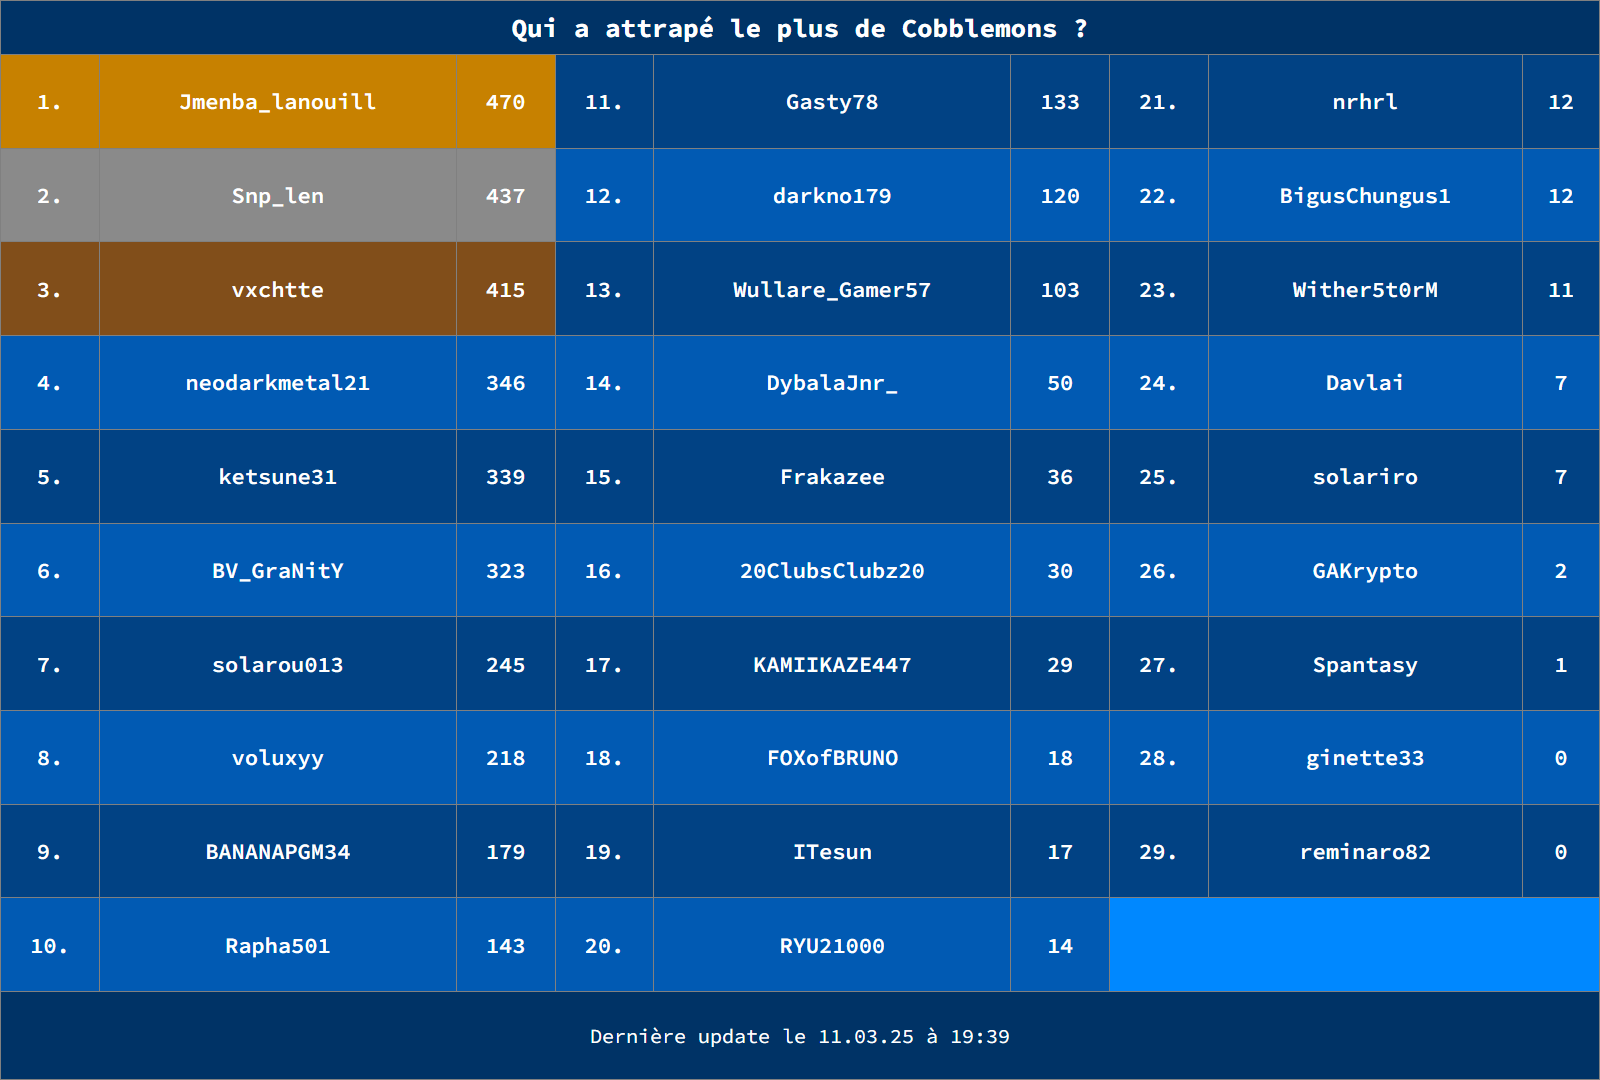 Qui a attrapé le plus de Cobblemons ?
1. Jmenba_lanouill 470 11. Gasty78 133 21. nrhrl 12
2. Snp_len 437 12. darkno179 120 22. BigusChungus1 12
3. vxchtte 415 13. Wullare_Gamer57 103 23. Wither5t0rM 11
4. neodarkmetal21 346 14. DybalaJnr_ 50 24. Davlai 7
5. ketsune31 339 15. Frakazee 36 25. solariro 7
6. BV_GraNitY 323 16. 20ClubsClubz20 30 26. GAKrypto 2
7. solarou013 245 17. KAMIIKAZE447 29 27. Spantasy 1
8. voluxyy 218 18. FOXofBRUNO 18 28. ginette33 0
9. BANANAPGM34 179 19. ITesun 17 29. reminaro82 0
10. Rapha501 143 20. RYU21000 14
Dernière update le 11.03.25 à 19:39